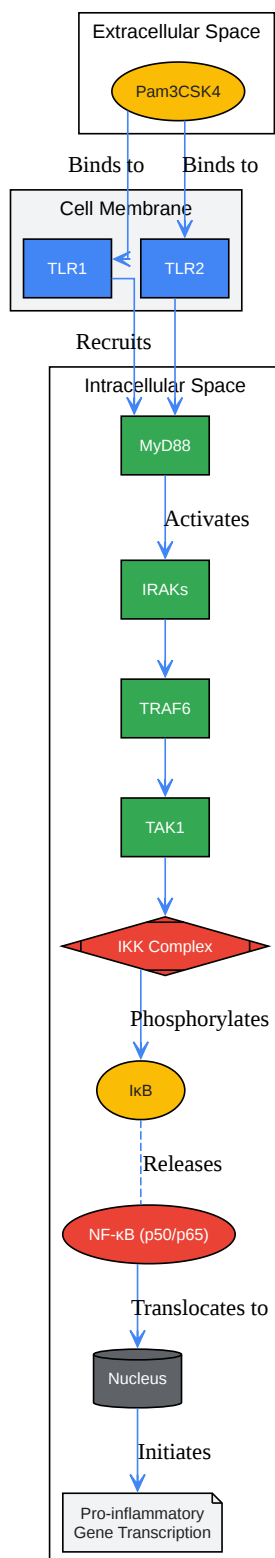 Extracellular Space
Pam3CSK4
Binds to
Binds to
Cell Membrane
TLR1
TLR2
Recruits
Intracellular Space
MyD88
Activates
IRAKs
TRAF6
TAK1
IKK Complex
Phosphorylates
IκB
Releases
NF-κB (p50/p65)
Translocates to
Nucleus
Initiates
Pro-inflammatory
Gene Transcription